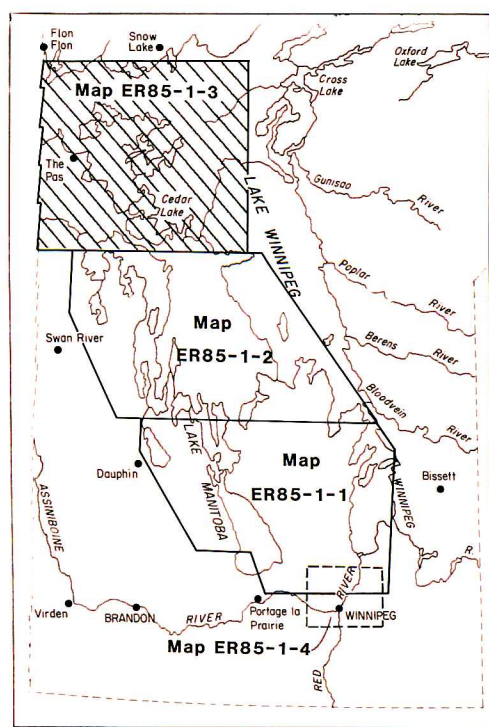 Flon
Flon
Snow
Lake
Oxford
Lake
Cross
Lake
Map ER85-1-3
The
Pas
Cedar
Lake
Gunisao River
LAKE WINNIPEG
Poplar River
Map
ER85-1-2
Swan River
Berens River
Bloodvein River
LAKE MANITOBA
Dauphin
Map
ER85-1-1
Bissett
WINNIPEG R.
ASSINIBOINE RIVER
Virden
BRANDON
Portage la
Prairie
WINNIPEG
Map ER85-1-4
RED RIVER